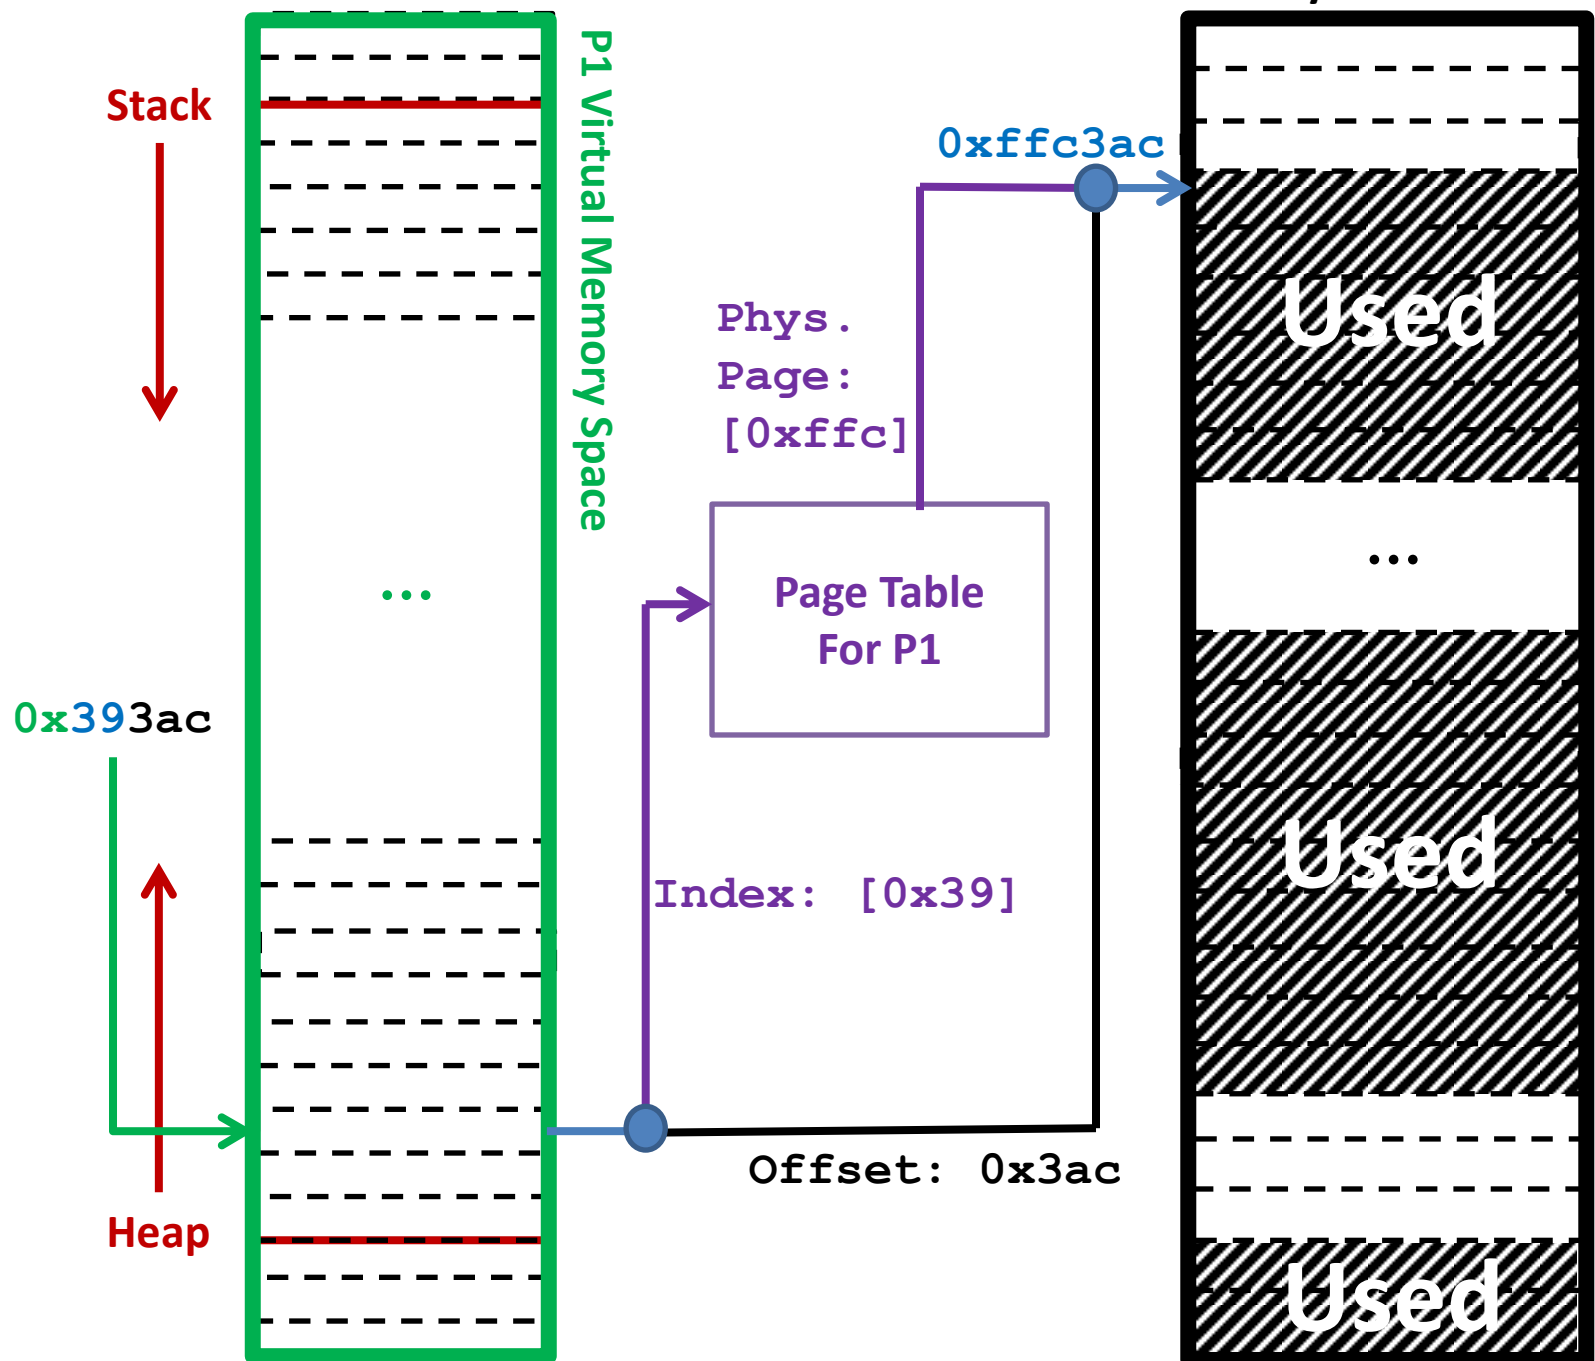 Stack
P1 Virtual Memory Space
0xffc3ac
Used
Phys.
Page:
[0xffc]
...
Page Table
For P1
...
0x393ac
Used
Index: [0x39]
Offset: 0x3ac
Heap
Used